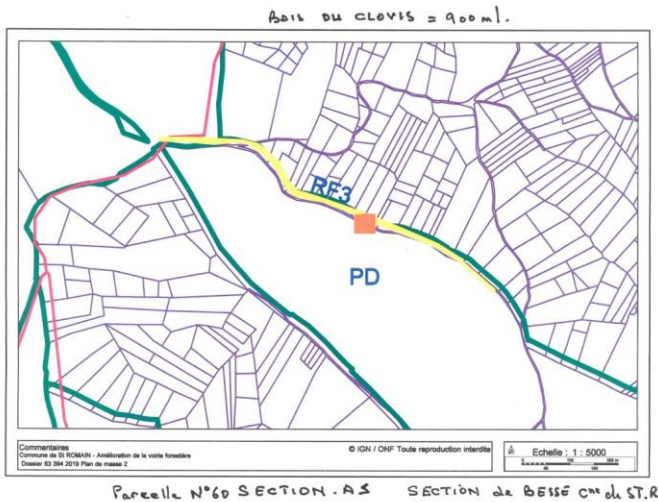 BOIS DU CLOVIS = 900 ml.
RF3
PD
Commentaires
Commune de St ROMAIN - Amélioration de la voirie forestière
Dossier 63 394 2019 Plan de masse 2
© IGN / ONF Toute reproduction interdite
Echelle : 1 : 5000
Parcelle N°60 SECTION. AS SECTION de BESSE Cne de ST.R